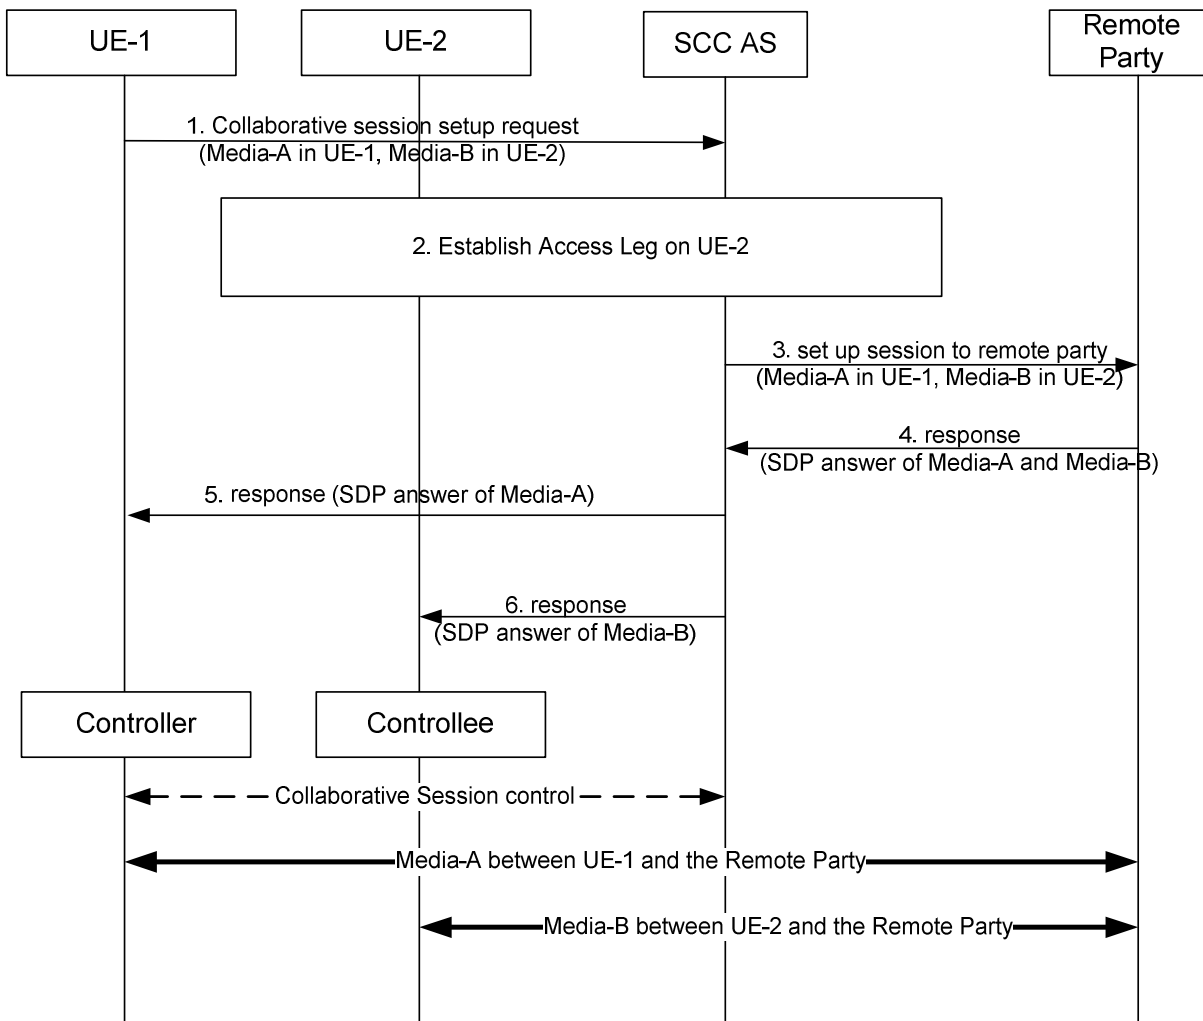 UE-1
UE-2
SCC AS
Remote
Party
1. Collaborative session setup request
(Media-A in UE-1, Media-B in UE-2)
2. Establish Access Leg on UE-2
3. set up session to remote party
(Media-A in UE-1, Media-B in UE-2)
4. response
(SDP answer of Media-A and Media-B)
5. response (SDP answer of Media-A)
6. response
(SDP answer of Media-B)
Controller
Controllee
Collaborative Session control
Media-A between UE-1 and the Remote Party
Media-B between UE-2 and the Remote Party